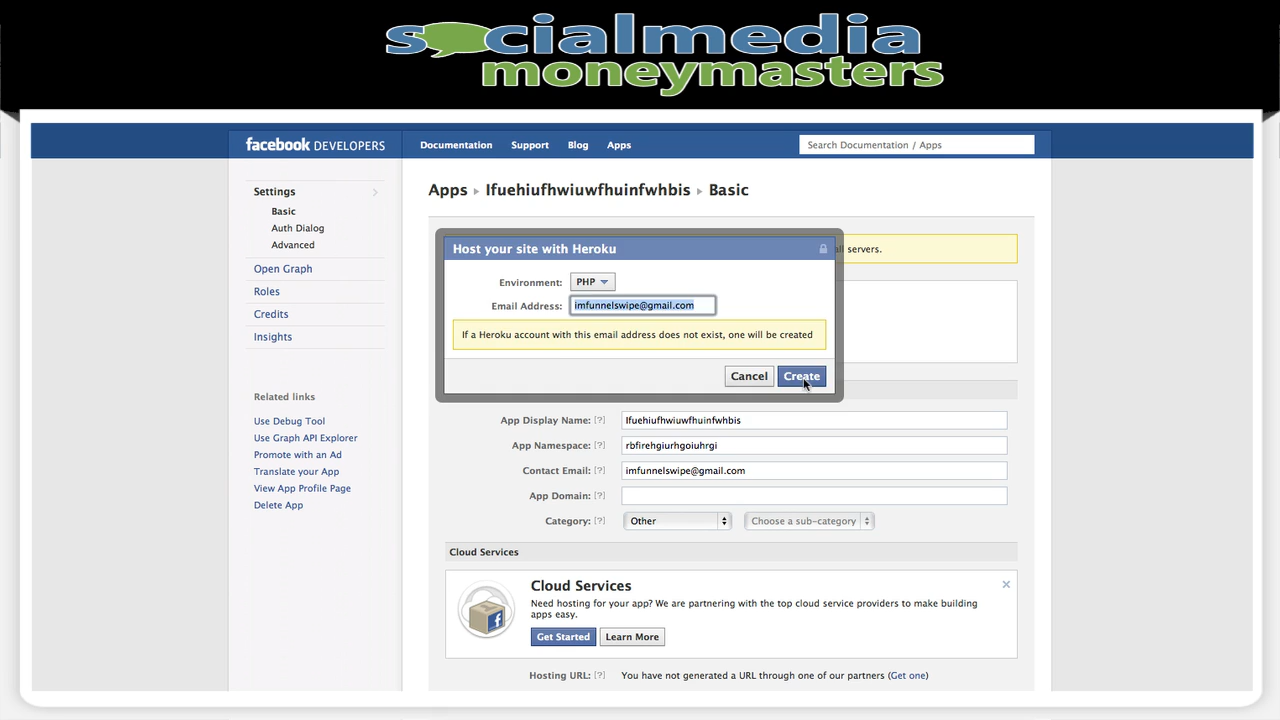 socialmedia
moneymasters
facebook DEVELOPERS
Documentation
Support
Blog
Apps
Search Documentation / Apps
Settings
Basic
Auth Dialog
Advanced
Open Graph
Roles
Credits
Insights
Related links
Use Debug Tool
Use Graph API Explorer
Promote with an Ad
Translate your App
View App Profile Page
Delete App
Apps ▸ Ifuehiufhwiuwfhuinfwhbis ▸ Basic
all servers.
Host your site with Heroku
Environment: PHP
Email Address: imfunnelswipe@gmail.com
If a Heroku account with this email address does not exist, one will be created
Cancel
Create
App Display Name: [?] Ifuehiufhwiuwfhuinfwhbis
App Namespace: [?] rbfirehgiurhgoiuhrgi
Contact Email: [?] imfunnelswipe@gmail.com
App Domain: [?]
Category: [?] Other Choose a sub-category
Cloud Services
Cloud Services
Need hosting for your app? We are partnering with the top cloud service providers to make building
apps easy.
Get Started
Learn More
Hosting URL: [?] You have not generated a URL through one of our partners (Get one)